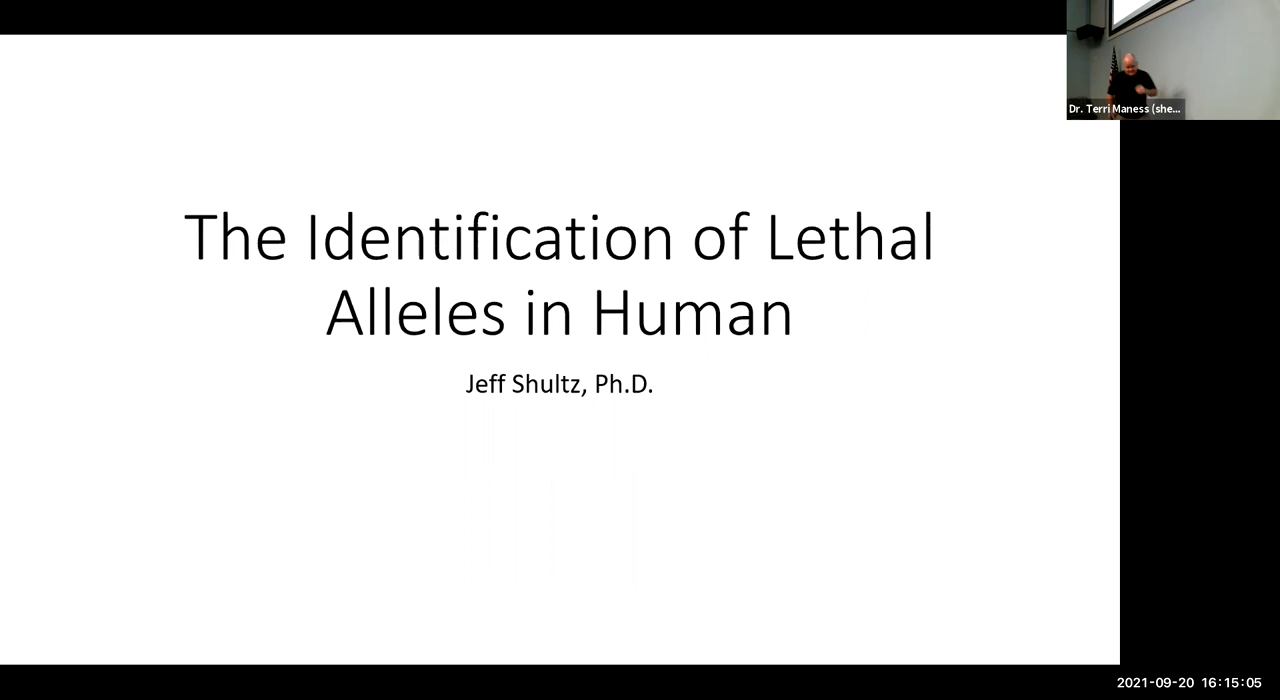 Dr. Terri Maness (she...
The Identification of Lethal
Alleles in Human
Jeff Shultz, Ph.D.
2021-09-20 16:15:05